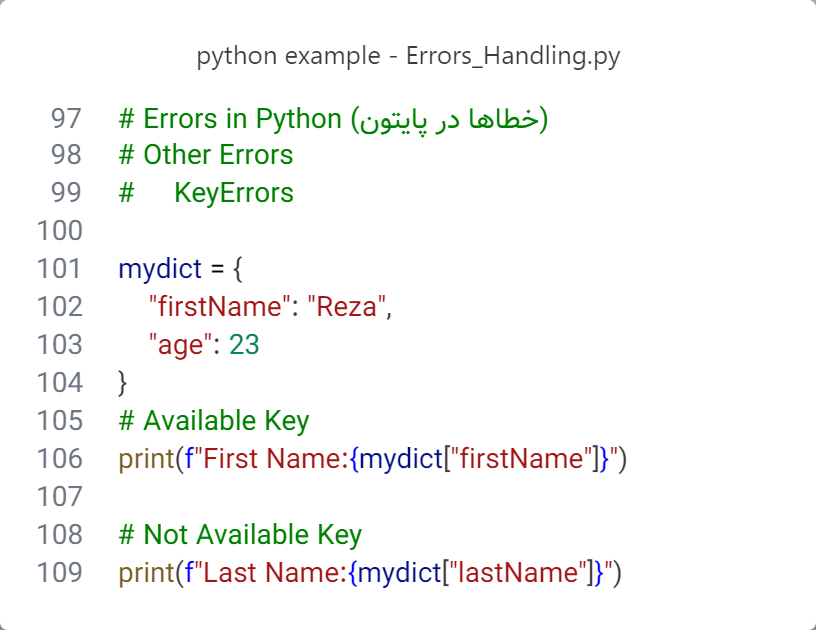 python example - Errors_Handling.py
97 # Errors in Python (خطاها در پایتون)
98 # Other Errors
99 #     KeyErrors
100
101 mydict = {
102     "firstName": "Reza",
103     "age": 23
104 }
105 # Available Key
106 print(f"First Name:{mydict["firstName"]}")
107
108 # Not Available Key
109 print(f"Last Name:{mydict["lastName"]}")